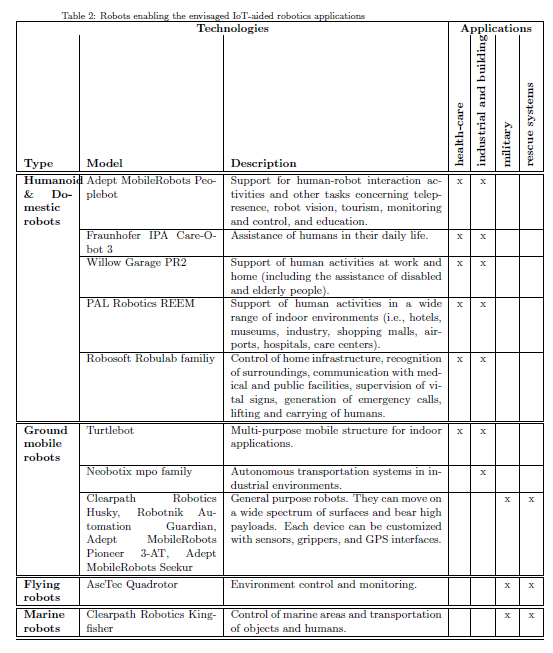 Table 2: Robots enabling the envisaged IoT-aided robotics applications
Technologies
Applications
Type
Model
Description
health-care
industrial and building
military
rescue systems
Humanoid
& Do-
mestic
robots
Adept MobileRobots Peo-
plebot
Support for human-robot interaction ac-
tivities and other tasks concerning telep-
resence, robot vision, tourism, monitoring
and control, and education.
x
x
Fraunhofer IPA Care-O-
bot 3
Assistance of humans in their daily life.
x
x
Willow Garage PR2
Support of human activities at work and
home (including the assistance of disabled
and elderly people).
x
x
PAL Robotics REEM
Support of human activities in a wide
range of indoor environments (i.e., hotels,
museums, industry, shopping malls, air-
ports, hospitals, care centers).
x
x
Robosoft Robulab familiy
Control of home infrastructure, recognition
of surroundings, communication with med-
ical and public facilities, supervision of vi-
tal signs, generation of emergency calls,
lifting and carrying of humans.
x
x
Ground
mobile
robots
Turtlebot
Multi-purpose mobile structure for indoor
applications.
x
x
Neobotix mpo family
Autonomous transportation systems in in-
dustrial environments.
x
Clearpath Robotics
Husky, Robotnik Au-
tomation Guardian,
Adept MobileRobots
Pioneer 3-AT, Adept
MobileRobots Seekur
General purpose robots. They can move on
a wide spectrum of surfaces and bear high
payloads. Each device can be customized
with sensors, grippers, and GPS interfaces.
x
x
Flying
robots
AscTec Quadrotor
Environment control and monitoring.
x
x
Marine
robots
Clearpath Robotics King-
fisher
Control of marine areas and transportation
of objects and humans.
x
x